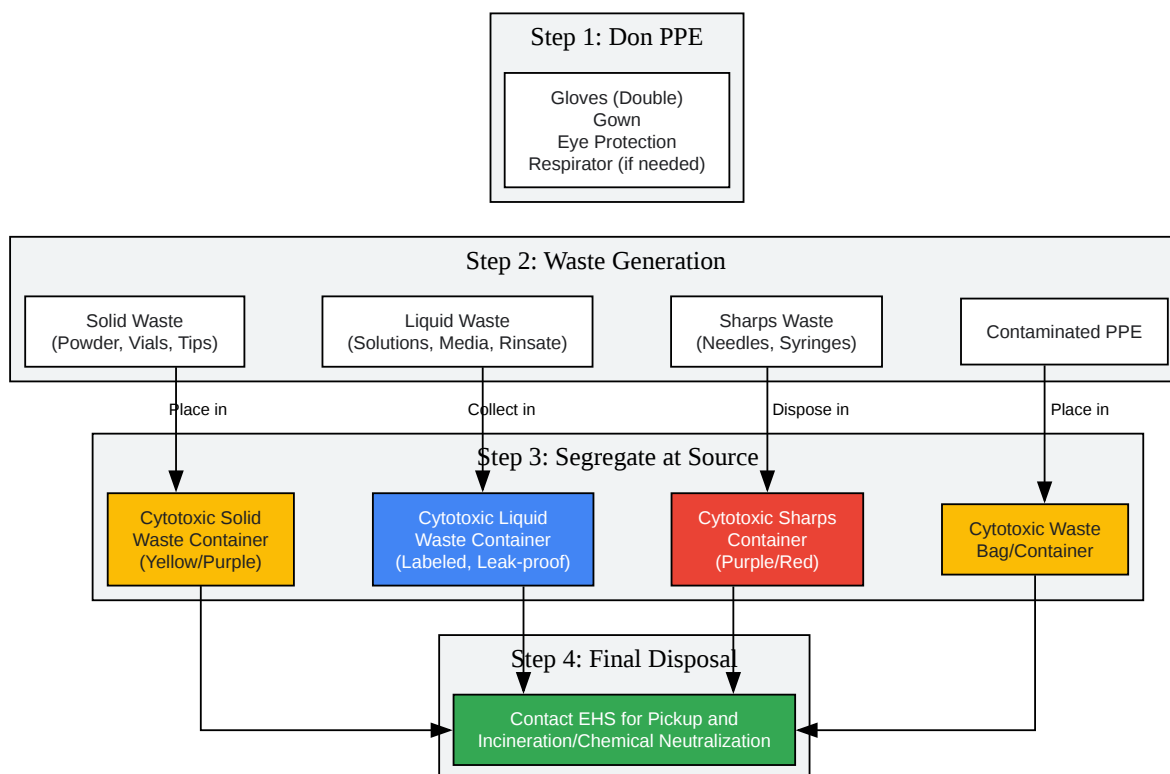 Step 1: Don PPE
Gloves (Double)
Gown
Eye Protection
Respirator (if needed)
Step 2: Waste Generation
Solid Waste
(Powder, Vials, Tips)
Liquid Waste
(Solutions, Media, Rinsate)
Sharps Waste
(Needles, Syringes)
Contaminated PPE
Place in
Collect in
Dispose in
Place in
Step 3: Segregate at Source
Cytotoxic Solid
Waste Container
(Yellow/Purple)
Cytotoxic Liquid
Waste Container
(Labeled, Leak-proof)
Cytotoxic Sharps
Container
(Purple/Red)
Cytotoxic Waste
Bag/Container
Step 4: Final Disposal
Contact EHS for Pickup and
Incineration/Chemical Neutralization